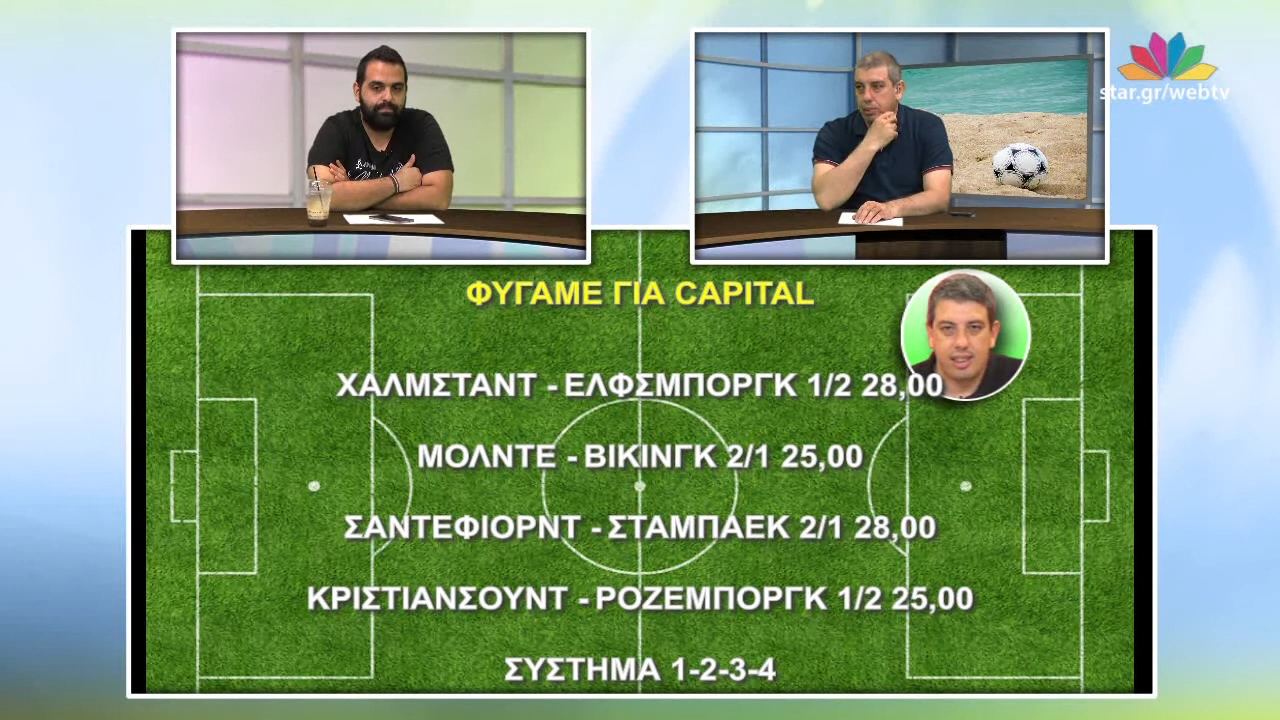 star.gr/webtv
ΦΥΓΑΜΕ ΓΙΑ CAPITAL
ΧΑΛΜΣΤΑΝΤ - ΕΛΦΣΜΠΟΡΓΚ 1/2 28,00
ΜΟΛΝΤΕ - ΒΙΚΙΝΓΚ 2/1 25,00
ΣΑΝΤΕΦΙΟΡΝΤ - ΣΤΑΜΠΑΕΚ 2/1 28,00
ΚΡΙΣΤΙΑΝΣΟΥΝΤ - ΡΟΖΕΜΠΟΡΓΚ 1/2 25,00
ΣΥΣΤΗΜΑ 1-2-3-4